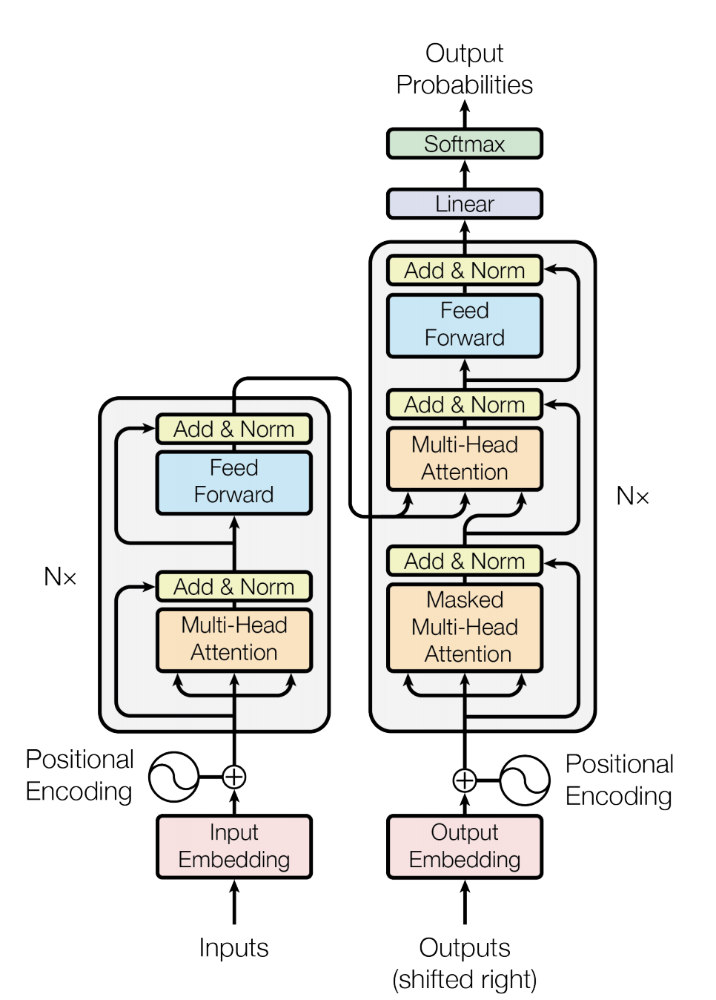 Output
Probabilities
Softmax
Linear
Add & Norm
Feed
Forward
Add & Norm
Multi-Head
Attention
N×
Add & Norm
Masked
Multi-Head
Attention
Add & Norm
Feed
Forward
N×
Add & Norm
Multi-Head
Attention
Positional
Encoding
Positional
Encoding
Input
Embedding
Output
Embedding
Inputs
Outputs
(shifted right)